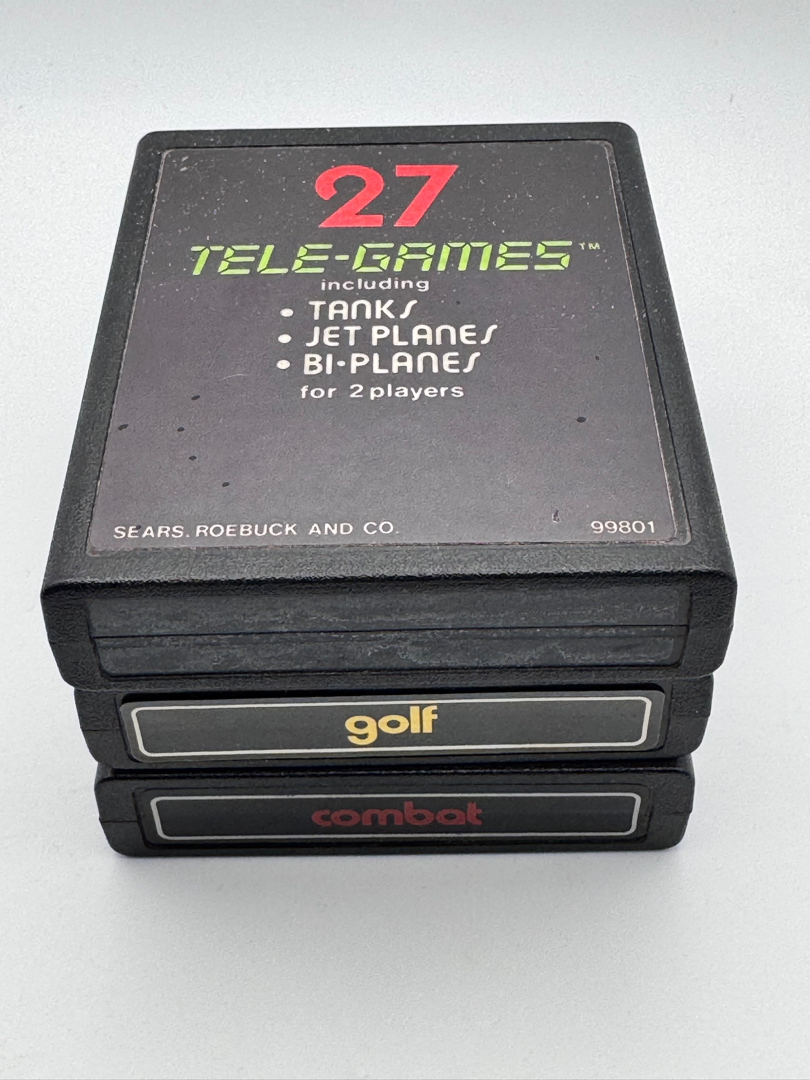 27
TELE-GAMES™
including
• TANKS
• JET PLANES
• BI-PLANES
for 2 players
SEARS. ROEBUCK AND CO. 99801
golf
combat